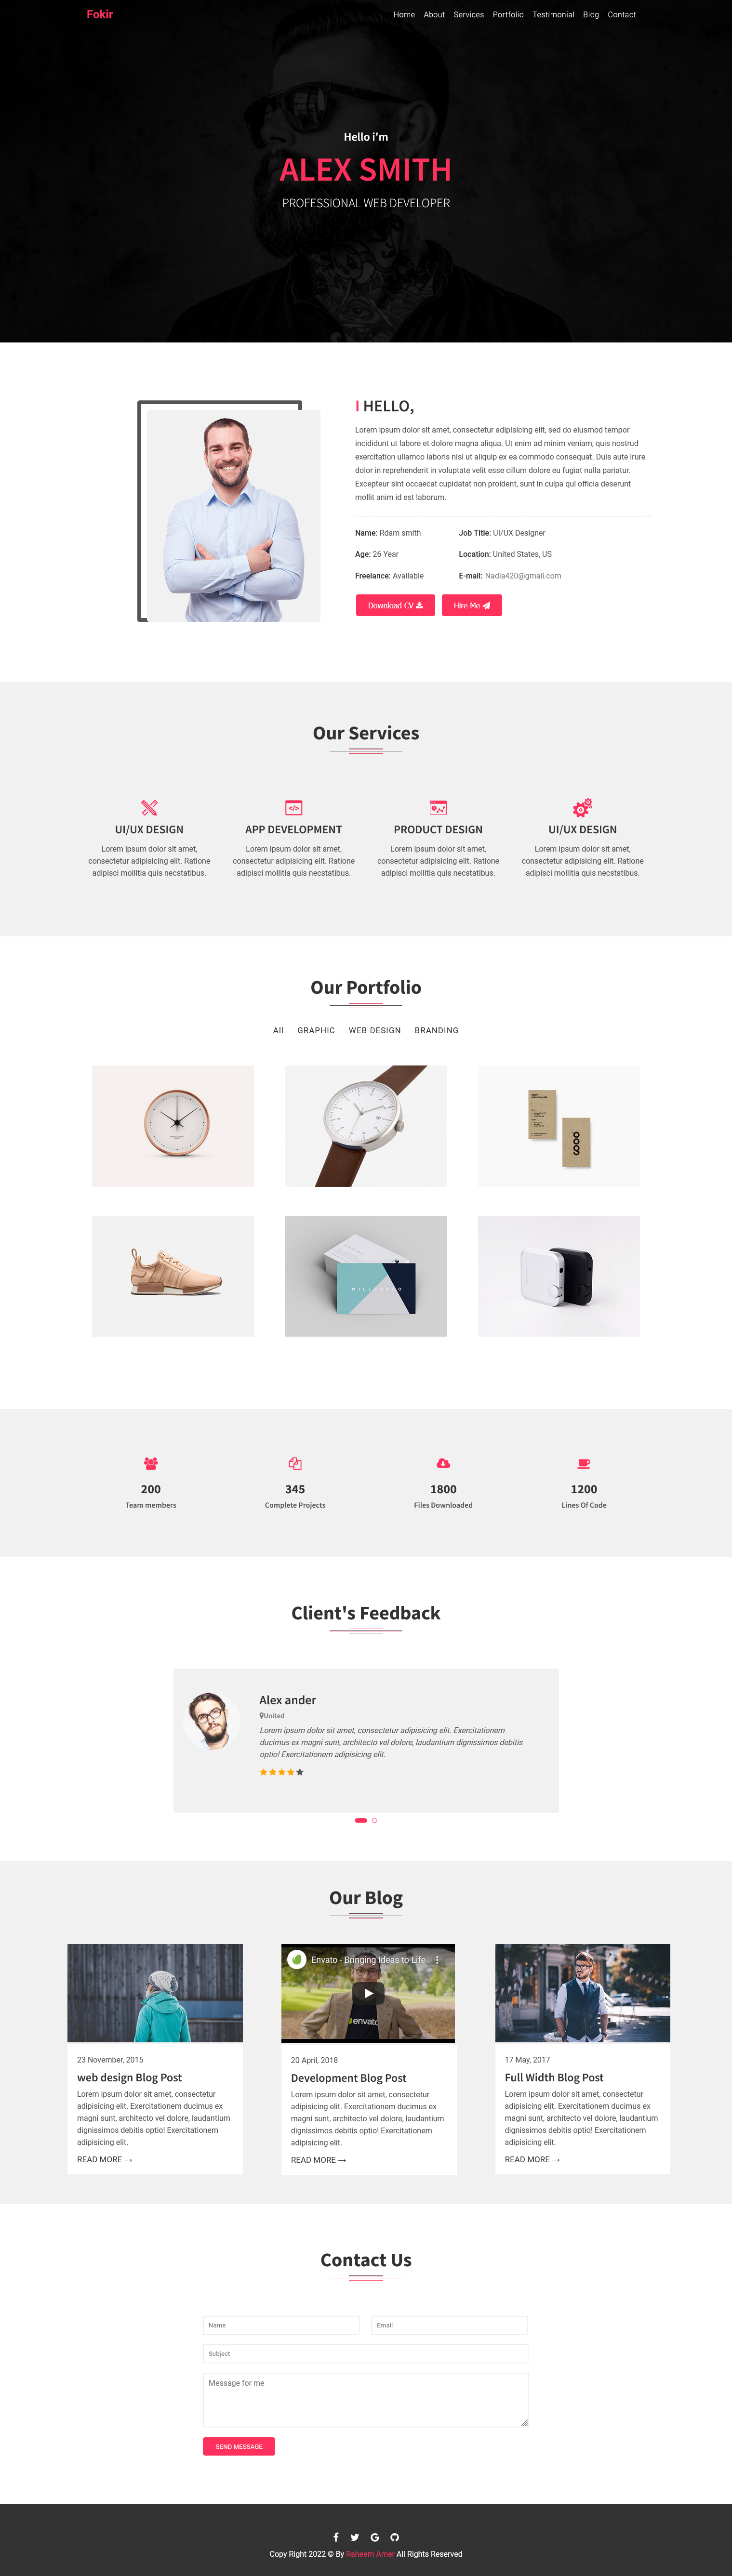 Fokir
Home About Services Portfolio Testimonial Blog Contact
Hello i'm
ALEX SMITH
PROFESSIONAL WEB DEVELOPER
I HELLO,
Lorem ipsum dolor sit amet, consectetur adipisicing elit, sed do eiusmod tempor
incididunt ut labore et dolore magna aliqua. Ut enim ad minim veniam, quis nostrud
exercitation ullamco laboris nisi ut aliquip ex ea commodo consequat. Duis aute irure
dolor in reprehenderit in voluptate velit esse cillum dolore eu fugiat nulla pariatur.
Excepteur sint occaecat cupidatat non proident, sunt in culpa qui officia deserunt
mollit anim id est laborum.
Name: Rdam smith
Job Title: UI/UX Designer
Age: 26 Year
Location: United States, US
Freelance: Available
E-mail: Nadia420@gmail.com
Download CV
Hire Me
Our Services
UI/UX DESIGN
Lorem ipsum dolor sit amet,
consectetur adipisicing elit. Ratione
adipisci mollitia quis necstatibus.
APP DEVELOPMENT
Lorem ipsum dolor sit amet,
consectetur adipisicing elit. Ratione
adipisci mollitia quis necstatibus.
PRODUCT DESIGN
Lorem ipsum dolor sit amet,
consectetur adipisicing elit. Ratione
adipisci mollitia quis necstatibus.
UI/UX DESIGN
Lorem ipsum dolor sit amet,
consectetur adipisicing elit. Ratione
adipisci mollitia quis necstatibus.
Our Portfolio
All GRAPHIC WEB DESIGN BRANDING
200
Team members
345
Complete Projects
1800
Files Downloaded
1200
Lines Of Code
Client's Feedback
Alex ander
United
Lorem ipsum dolor sit amet, consectetur adipisicing elit. Exercitationem
ducimus ex magni sunt, architecto vel dolore, laudantium dignissimos debitis
optio! Exercitationem adipisicing elit.
Our Blog
23 November, 2015
web design Blog Post
Lorem ipsum dolor sit amet, consectetur
adipisicing elit. Exercitationem ducimus ex
magni sunt, architecto vel dolore, laudantium
dignissimos debitis optio! Exercitationem
adipisicing elit.
READ MORE →
Envato - Bringing Ideas to Life
envato
20 April, 2018
Development Blog Post
Lorem ipsum dolor sit amet, consectetur
adipisicing elit. Exercitationem ducimus ex
magni sunt, architecto vel dolore, laudantium
dignissimos debitis optio! Exercitationem
adipisicing elit.
READ MORE →
17 May, 2017
Full Width Blog Post
Lorem ipsum dolor sit amet, consectetur
adipisicing elit. Exercitationem ducimus ex
magni sunt, architecto vel dolore, laudantium
dignissimos debitis optio! Exercitationem
adipisicing elit.
READ MORE →
Contact Us
Name
Email
Subject
Message for me
SEND MESSAGE
Copy Right 2022 © By Raheem Amer All Rights Reserved